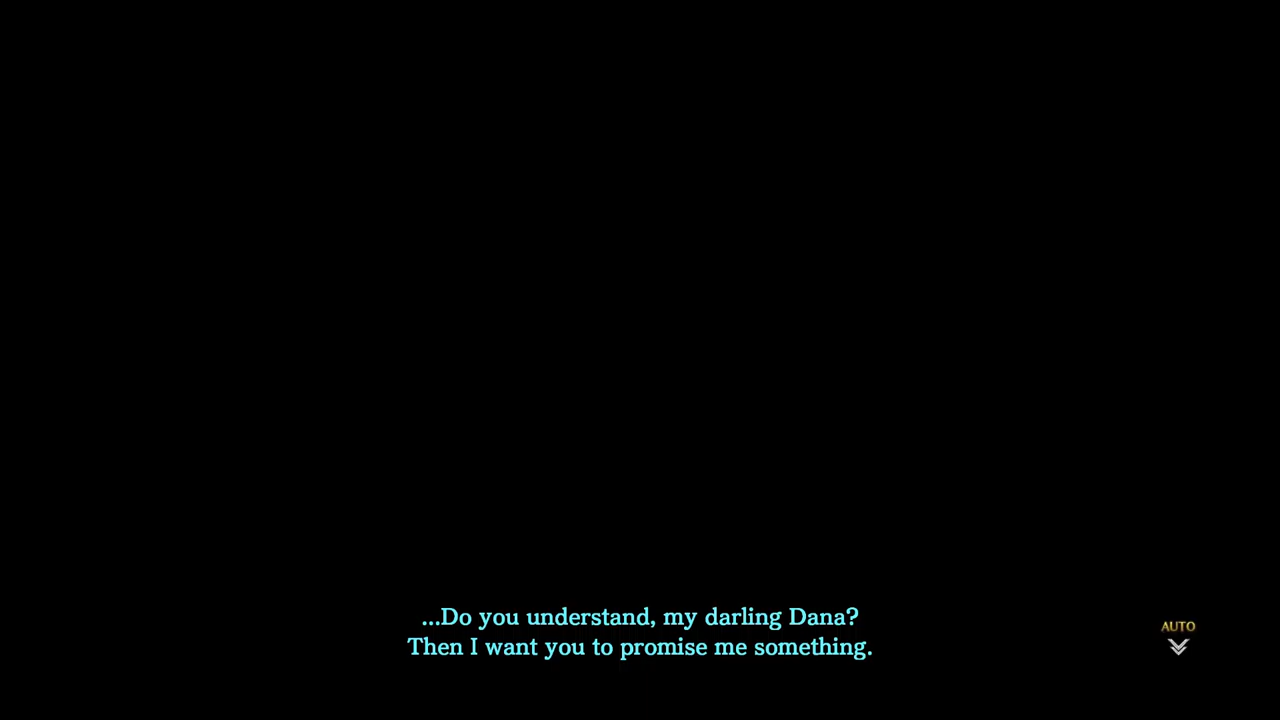 ...Do you understand, my darling Dana?
Then I want you to promise me something.
AUTO